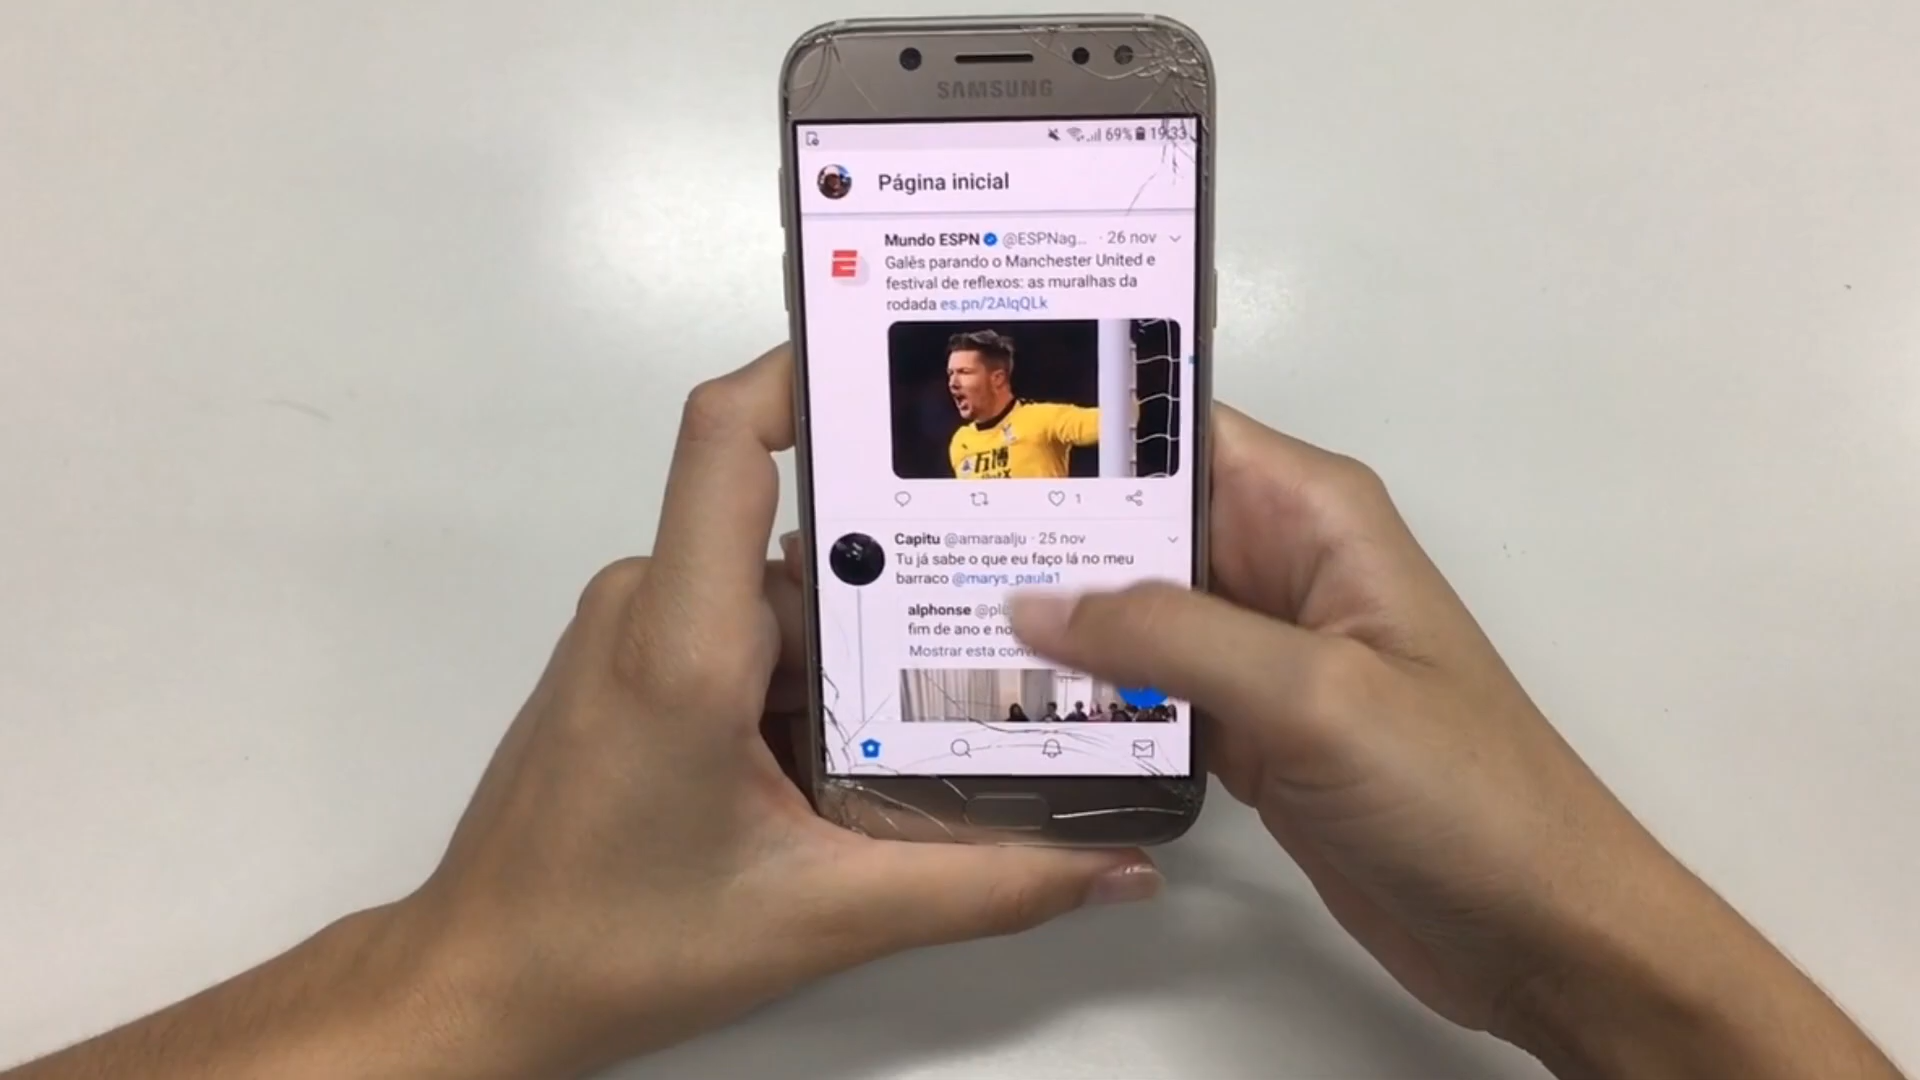 SAMSUNG
69% 19:33
Página inicial
Mundo ESPN @ESPNag... · 26 nov
Galês parando o Manchester United e
festival de reflexos: as muralhas da
rodada es.pn/2AlqQLk
万博
1
Capitu @amaraalju · 25 nov
Tu já sabe o que eu faço lá no meu
barraco @marys_paula1
alphonse
fim de ano e
Mostrar esta